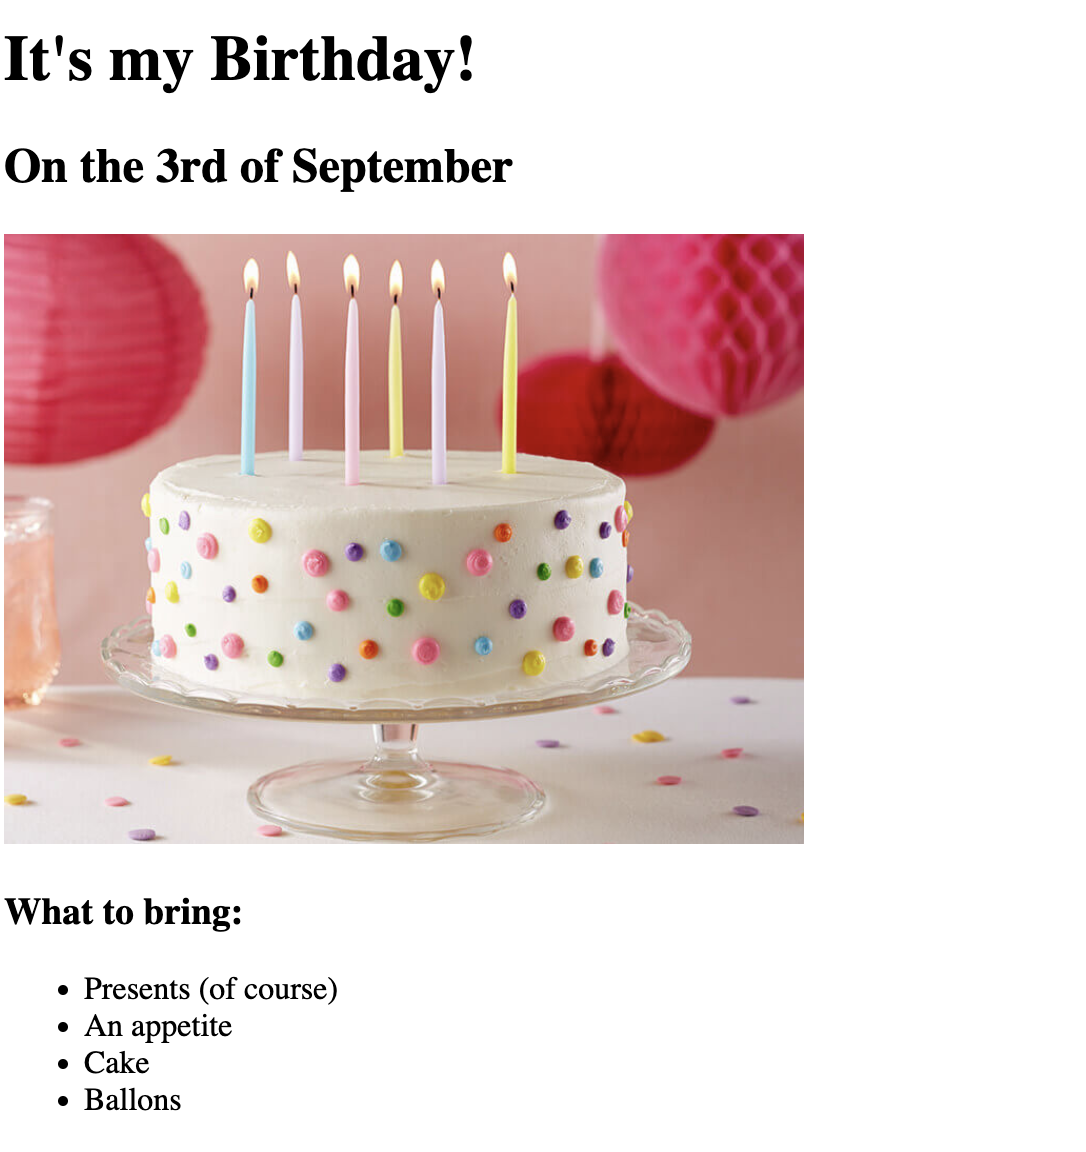 It's my Birthday!
On the 3rd of September
What to bring:
Presents (of course)
An appetite
Cake
Ballons